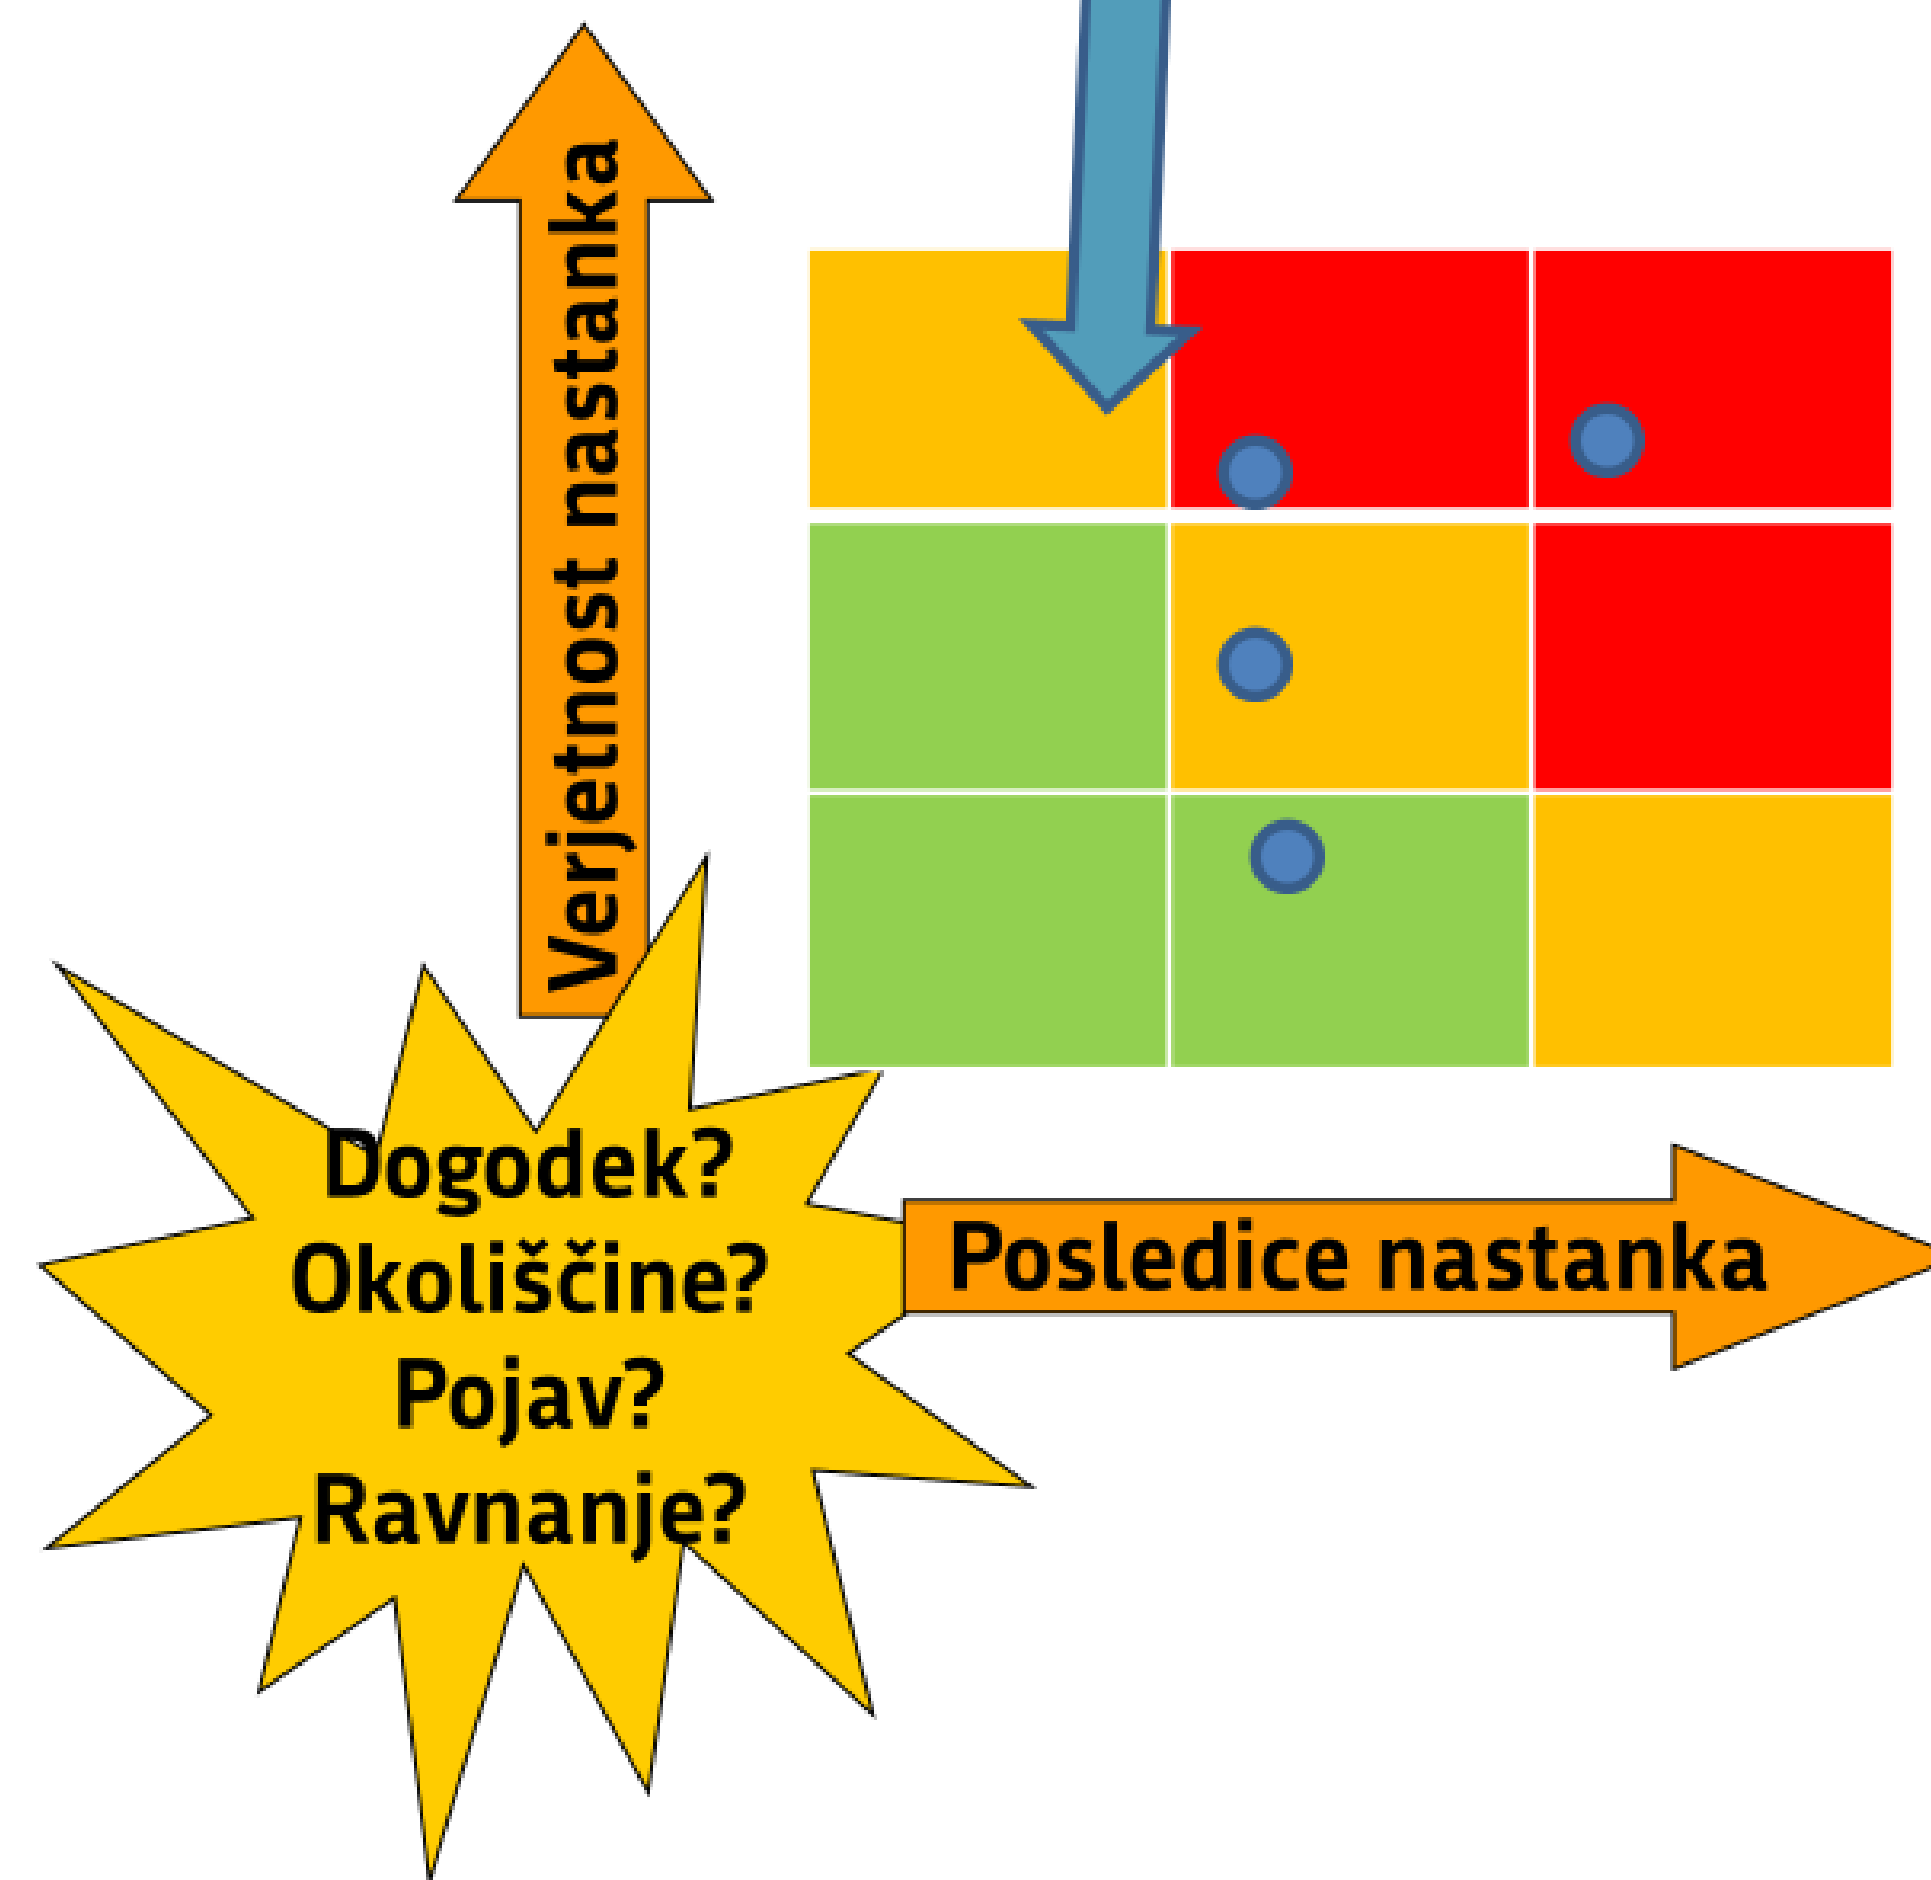 Verjetnost nastanka
Dogodek?
Okoliščine?
Pojav?
Ravnanje?
Posledice nastanka